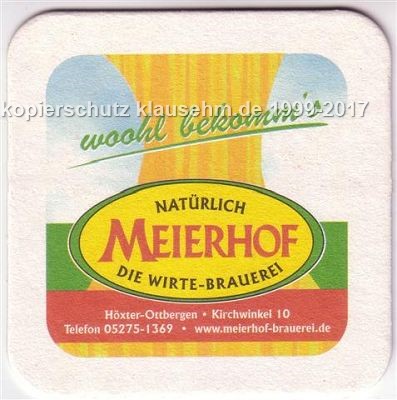 kopierschutz klausehm.de 1999-2017
woohl bekomm's
NATÜRLICH
MEIERHOF
DIE WIRTE-BRAUEREI
Höxter-Ottbergen • Kirchwinkel 10
Telefon 05275-1369 • www.meierhof-brauerei.de